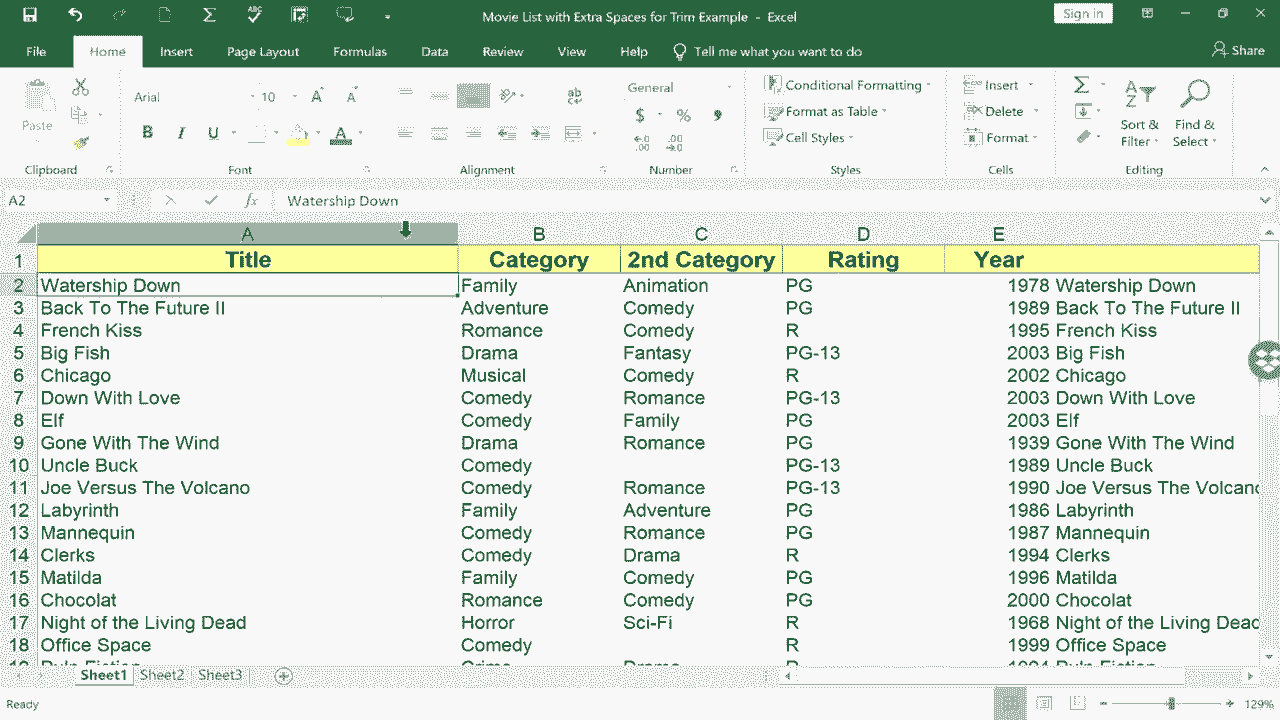 Movie List with Extra Spaces for Trim Example - Excel
Sign in
File Home Insert Page Layout Formulas Data Review View Help Tell me what you want to do Share
Paste
Arial 10
B I U A
General
$ % ,
Conditional Formatting
Format as Table
Cell Styles
Insert
Delete
Format
Sort & Filter
Find & Select
Clipboard Font Alignment Number Styles Cells Editing
A2 fx Watership Down
A B C D E
1 Title Category 2nd Category Rating Year
2 Watership Down Family Animation PG 1978 Watership Down
3 Back To The Future II Adventure Comedy PG 1989 Back To The Future II
4 French Kiss Romance Comedy R 1995 French Kiss
5 Big Fish Drama Fantasy PG-13 2003 Big Fish
6 Chicago Musical Comedy R 2002 Chicago
7 Down With Love Comedy Romance PG-13 2003 Down With Love
8 Elf Comedy Family PG 2003 Elf
9 Gone With The Wind Drama Romance PG 1939 Gone With The Wind
10 Uncle Buck Comedy PG-13 1989 Uncle Buck
11 Joe Versus The Volcano Comedy Romance PG-13 1990 Joe Versus The Volcano
12 Labyrinth Family Adventure PG 1986 Labyrinth
13 Mannequin Comedy Romance PG 1987 Mannequin
14 Clerks Comedy Drama R 1994 Clerks
15 Matilda Family Comedy PG 1996 Matilda
16 Chocolat Romance Comedy PG 2000 Chocolat
17 Night of the Living Dead Horror Sci-Fi R 1968 Night of the Living Dead
18 Office Space Comedy R 1999 Office Space
Sheet1 Sheet2 Sheet3
Ready 129%